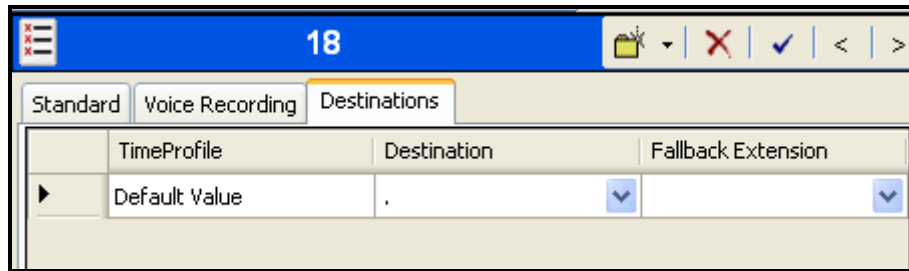 18
< >
Standard Voice Recording Destinations
TimeProfile Destination Fallback Extension
Default Value .